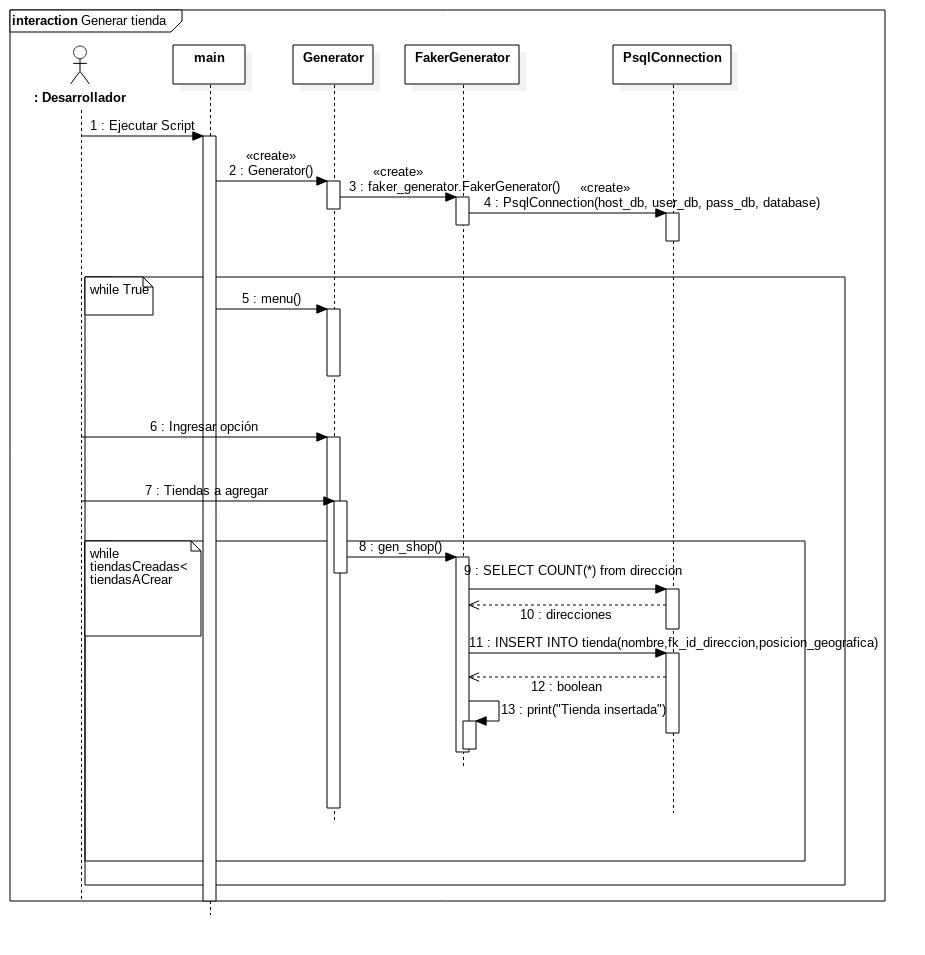 interaction Generar tienda
main
Generator
FakerGenerator
PsqlConnection
: Desarrollador
1 : Ejecutar Script
«create»
2 : Generator()
«create»
3 : faker_generator.FakerGenerator()
«create»
4 : PsqlConnection(host_db, user_db, pass_db, database)
while True
5 : menu()
6 : Ingresar opción
7 : Tiendas a agregar
while
tiendasCreadas<
tiendasACrear
8 : gen_shop()
9 : SELECT COUNT(*) from direccion
10 : direcciones
11 : INSERT INTO tienda(nombre,fk_id_direccion,posicion_geografica)
12 : boolean
13 : print("Tienda insertada")